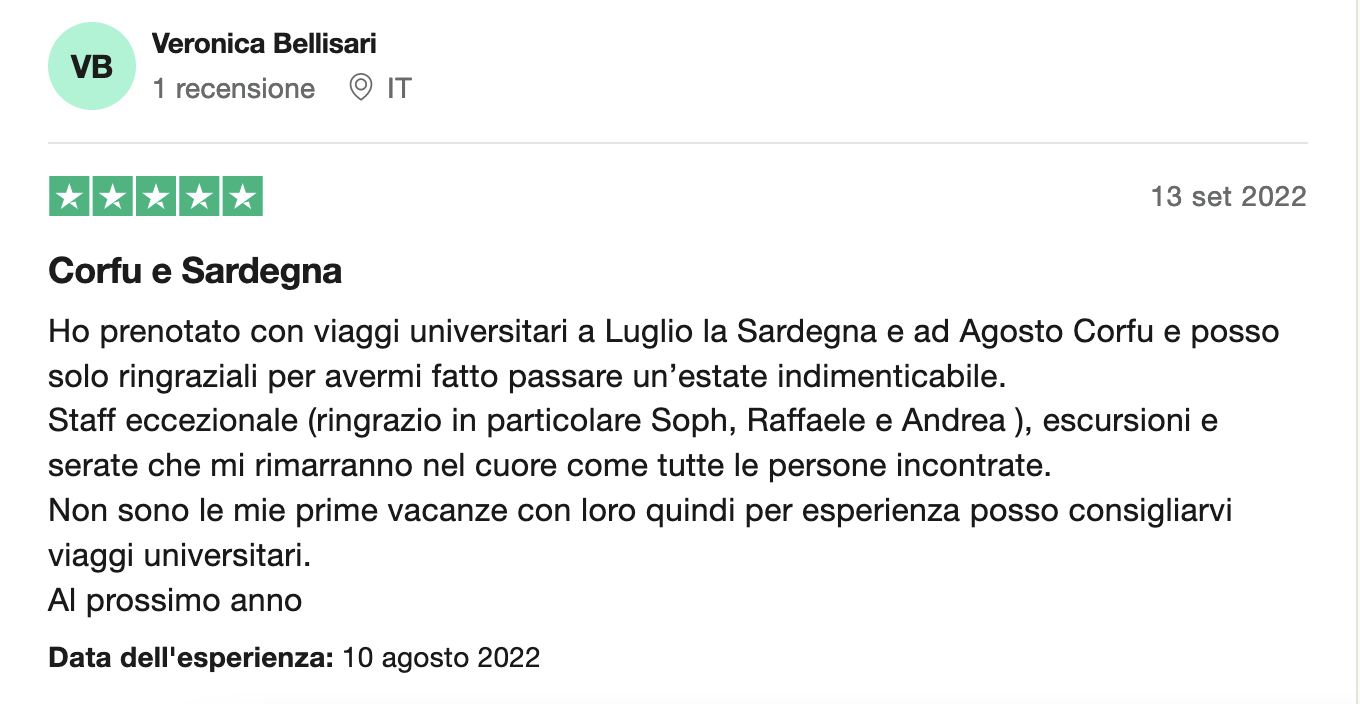 VB
Veronica Bellisari
1 recensione IT
13 set 2022
Corfu e Sardegna
Ho prenotato con viaggi universitari a Luglio la Sardegna e ad Agosto Corfu e posso
solo ringraziali per avermi fatto passare un’estate indimenticabile.
Staff eccezionale (ringrazio in particolare Soph, Raffaele e Andrea ), escursioni e
serate che mi rimarranno nel cuore come tutte le persone incontrate.
Non sono le mie prime vacanze con loro quindi per esperienza posso consigliarvi
viaggi universitari.
Al prossimo anno
Data dell'esperienza: 10 agosto 2022